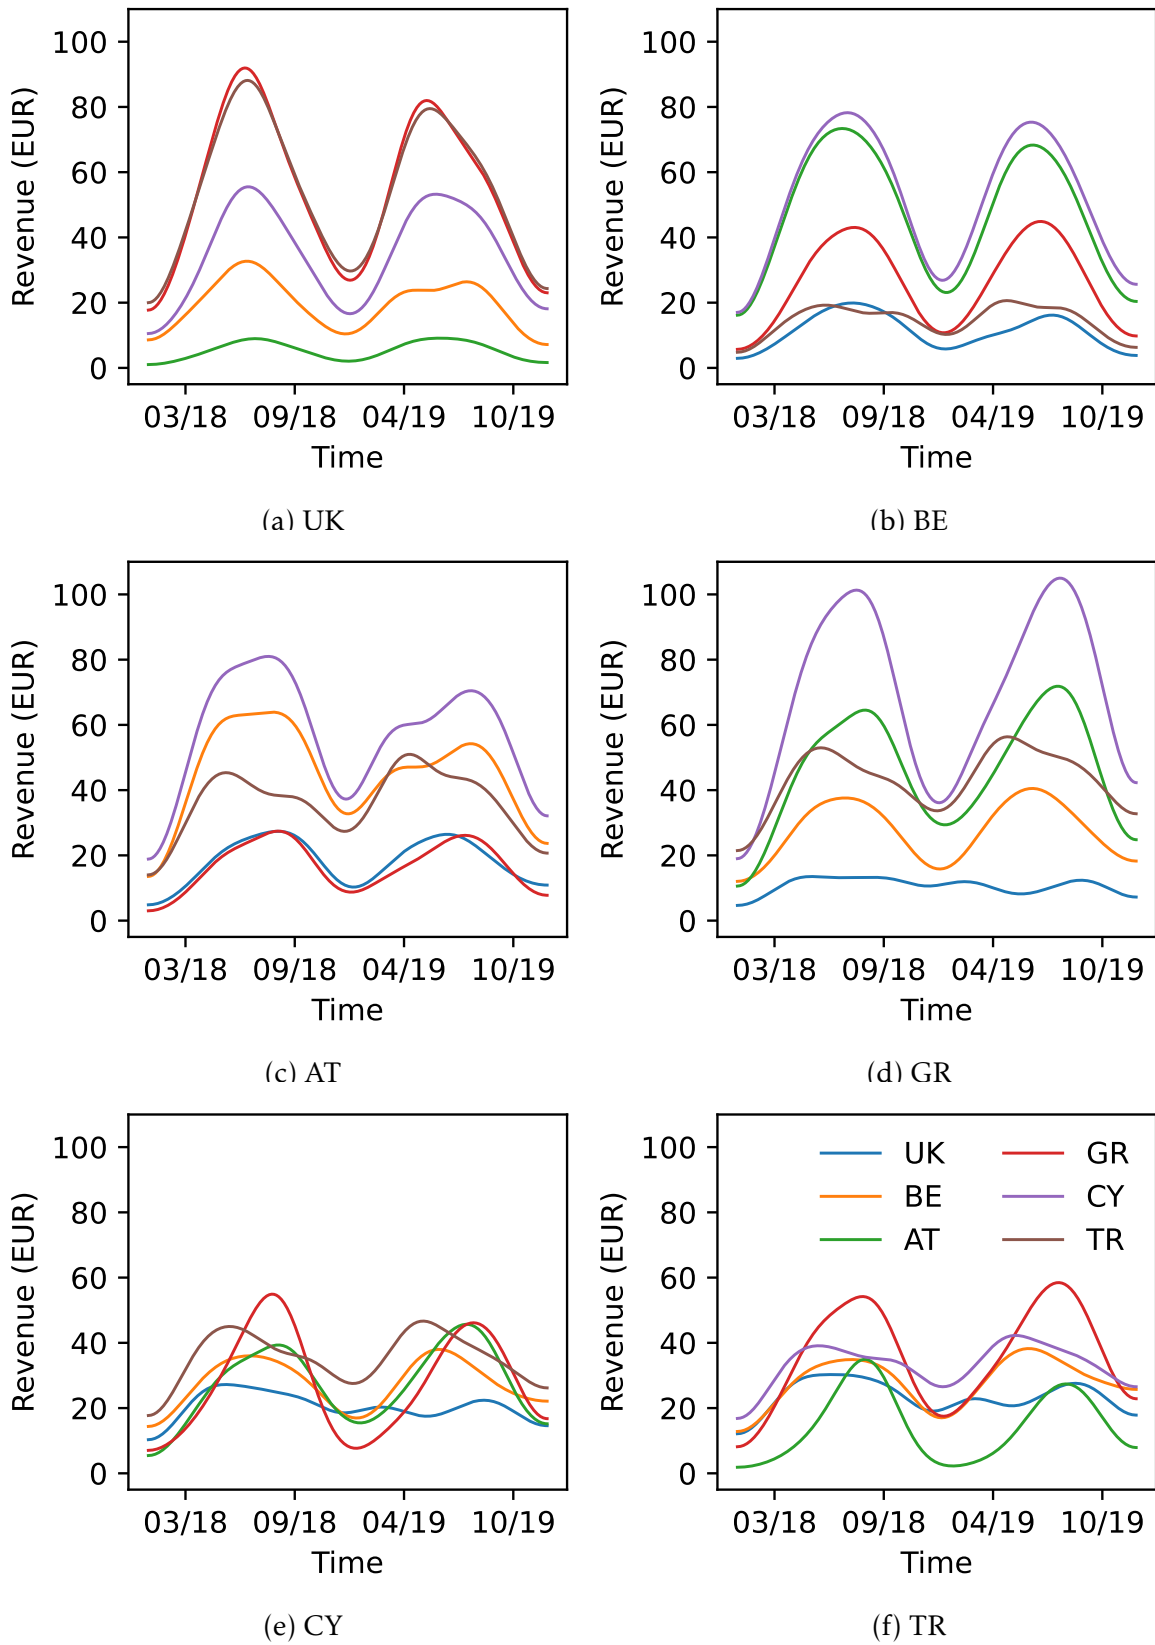 100
80
60
40
20
0
Revenue (EUR)
03/18 09/18 04/19 10/19
Time
(a) UK
100
80
60
40
20
0
Revenue (EUR)
03/18 09/18 04/19 10/19
Time
(b) BE
100
80
60
40
20
0
Revenue (EUR)
03/18 09/18 04/19 10/19
Time
(c) AT
100
80
60
40
20
0
Revenue (EUR)
03/18 09/18 04/19 10/19
Time
(d) GR
100
80
60
40
20
0
Revenue (EUR)
03/18 09/18 04/19 10/19
Time
(e) CY
100
80
60
40
20
0
Revenue (EUR)
UK GR
BE CY
AT TR
03/18 09/18 04/19 10/19
Time
(f) TR